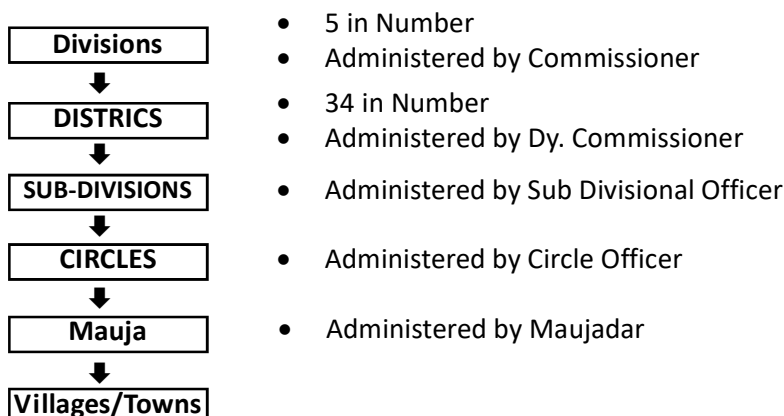 Divisions
• 5 in Number
• Administered by Commissioner
DISTRICS
• 34 in Number
• Administered by Dy. Commissioner
SUB-DIVISIONS
• Administered by Sub Divisional Officer
CIRCLES
• Administered by Circle Officer
Mauja
• Administered by Maujadar
Villages/Towns